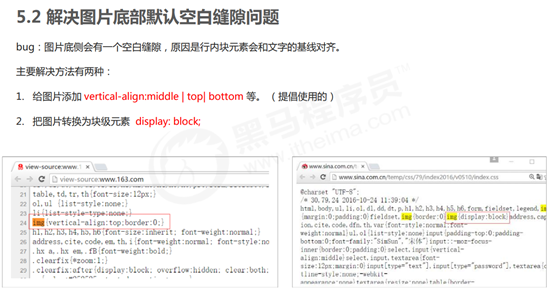 5.2 解决图片底部默认空白缝隙问题
bug：图片底侧会有一个空白缝隙，原因是行内块元素会和文字的基线对齐。
主要解决方法有两种：
1. 给图片添加 vertical-align:middle | top| bottom 等。 （ 提倡使用的 ）
2. 把图片转换为块级元素 display: block;
黑马程序员
www.itheima.com
view-source:www.1
view-source:www.163.com
table,td,tr,th{font-size:12px;}
21
22 ol,ul {list-style:none;}
23 li{list-style-type:none;}
24 img{vertical-align:top;border:0;}
25 h1,h2,h3,h4,h5,h6{font-size:inherit; font-weight:normal;}
26 address,cite,code,em,th,i{font-weight:normal; font-style:no
27 .hx a,.hx em,.fB{font-weight:bold;}
28 .clearfix{*zoom:1;}
29 .clearfix:after{display:block; overflow:hidden; clear:both;
www.sina.com.cn/t
www.sina.com.cn/temp/css/79/index2016/v0510/index.css
@charset "UTF-8";
/* 30.79.24 2016-10-24 11:39:04 */
html,body,ul,li,ol,dl,dd,dt,p,h1,h2,h3,h4,h5,h6,form,fieldset,legend,im
{margin:0;padding:0}fieldset,img{border:0}img{display:block}address,cap
ion,cite,code,dfn,th,var{font-style:normal;font-
weight:normal}ul,ol{list-style:none}input{padding-top:0;padding-
bottom:0;font-family:"SimSun","宋体"}input::-moz-focus-
inner{border:0;padding:0}select,input{vertical-
align:middle}select,input,textarea{font-
size:12px;margin:0}input[type="text"],input[type="password"],textarea{o
tline-style:none;-webkit-
appearance:none}textarea{resize:none}table{border-